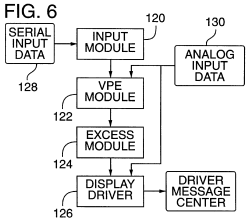 FIG. 6
SERIAL
INPUT
DATA
128
INPUT
MODULE
120
130
ANALOG
INPUT
DATA
VPE
MODULE
122
EXCESS
MODULE
124
DISPLAY
DRIVER
126
DRIVER
MESSAGE
CENTER